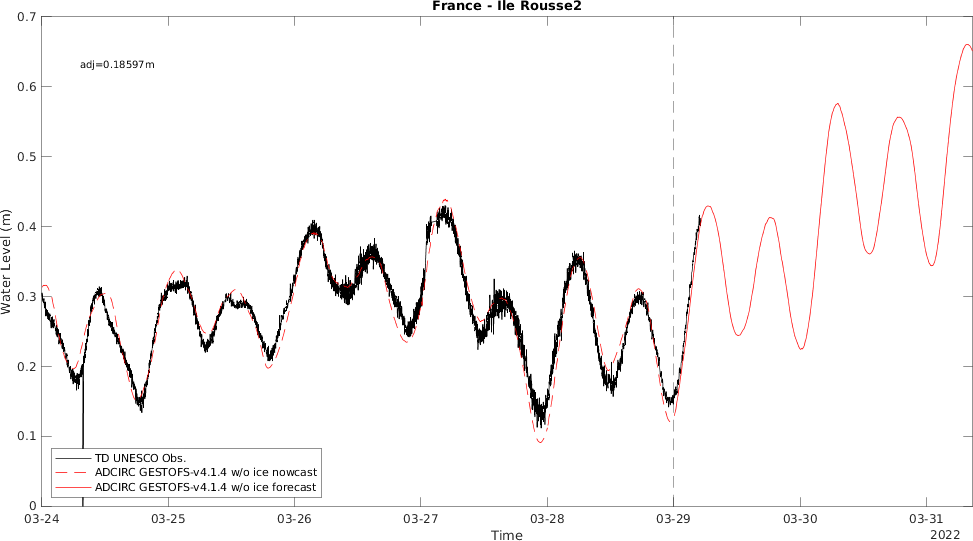 France - Ile Rousse2
0.7
0.6
0.5
0.4
0.3
0.2
0.1
0
Water Level (m)
adj=0.18597m
TD UNESCO Obs.
ADCIRC GESTOFS-v4.1.4 w/o ice nowcast
ADCIRC GESTOFS-v4.1.4 w/o ice forecast
03-24 03-25 03-26 03-27 03-28 03-29 03-30 03-31
Time
2022